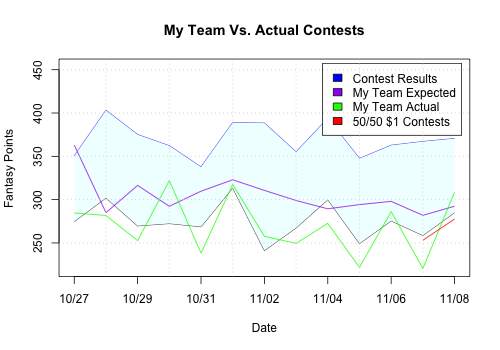 My Team Vs. Actual Contests
Contest Results
My Team Expected
My Team Actual
50/50 $1 Contests
Fantasy Points
450
400
350
300
250
10/27
10/29
10/31
11/02
11/04
11/06
11/08
Date